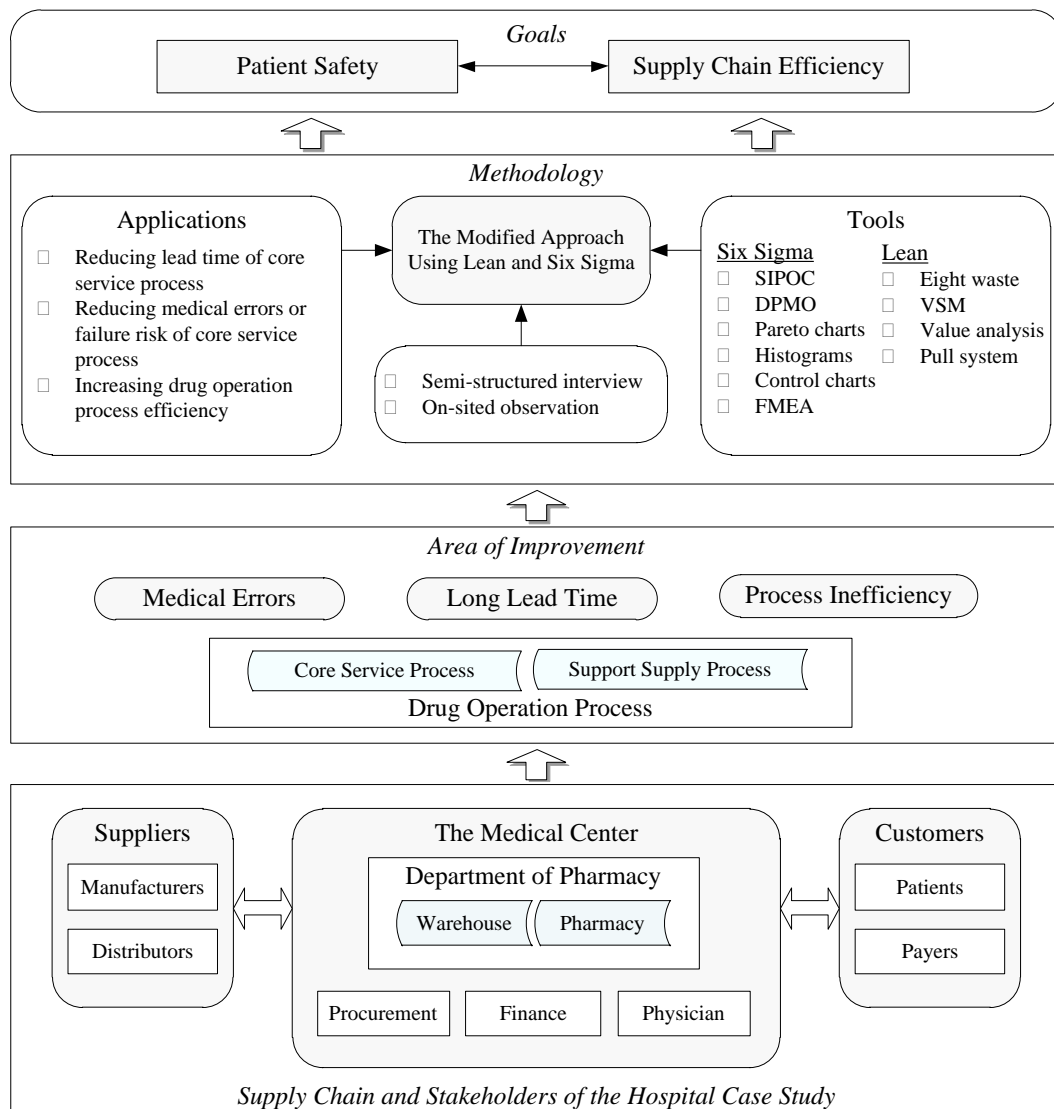 Goals
Patient Safety
Supply Chain Efficiency
Methodology
Applications
Reducing lead time of core
service process
Reducing medical errors or
failure risk of core service
process
Increasing drug operation
process efficiency
The Modified Approach
Using Lean and Six Sigma
Semi-structured interview
On-sited observation
Tools
Six Sigma
SIPOC
DPMO
Pareto charts
Histograms
Control charts
FMEA
Lean
Eight waste
VSM
Value analysis
Pull system
Area of Improvement
Medical Errors
Long Lead Time
Process Inefficiency
Core Service Process
Support Supply Process
Drug Operation Process
Suppliers
Manufacturers
Distributors
The Medical Center
Department of Pharmacy
Warehouse
Pharmacy
Procurement
Finance
Physician
Customers
Patients
Payers
Supply Chain and Stakeholders of the Hospital Case Study